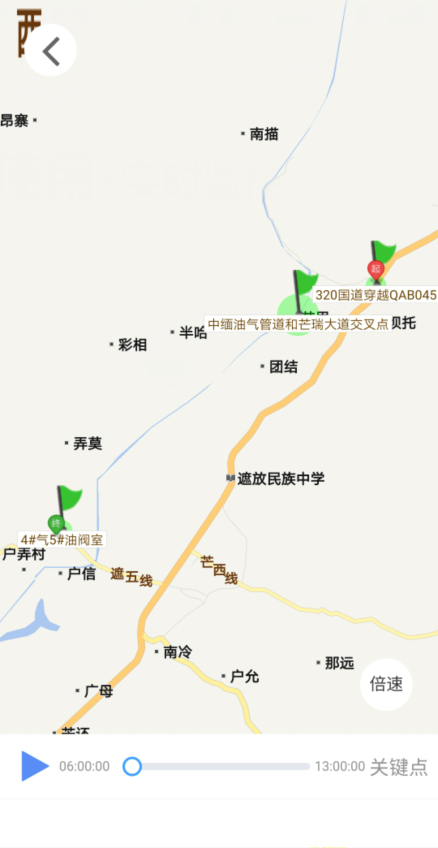 西
昂寨
南描
起
320国道穿越QAB045
中缅油气管道和芒瑞大道交叉点
贝托
半哈
彩相
团结
弄莫
遮放民族中学
终
4#气5#油阀室
户弄村
户信
遮五线
芒西线
南冷
那远
户允
广母
倍速
06:00:00
13:00:00
关键点